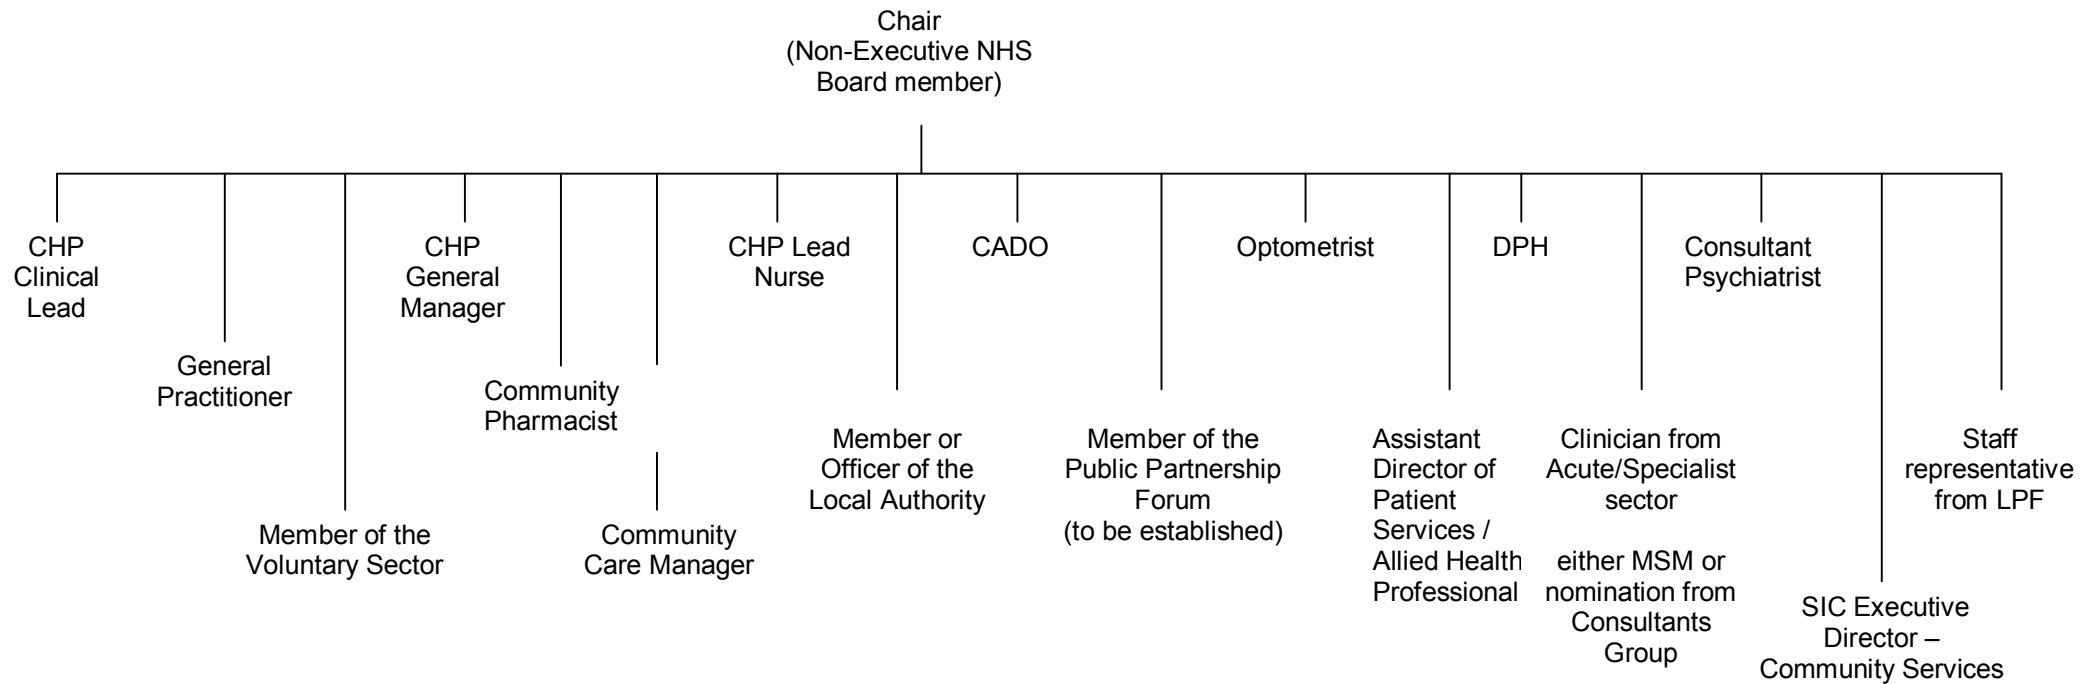 Chair
(Non-Executive NHS
Board member)
CHP
Clinical
Lead
General
Practitioner
Member of the
Voluntary Sector
CHP
General
Manager
Community
Pharmacist
Community
Care Manager
CHP Lead
Nurse
Member or
Officer of the
Local Authority
CADO
Member of the
Public Partnership
Forum
(to be established)
Optometrist
Assistant
Director of
Patient
Services /
Allied Health
Professional
DPH
Clinician from
Acute/Specialist
sector
either MSM or
nomination from
Consultants
Group
Consultant
Psychiatrist
SIC Executive
Director –
Community Services
Staff
representative
from LPF